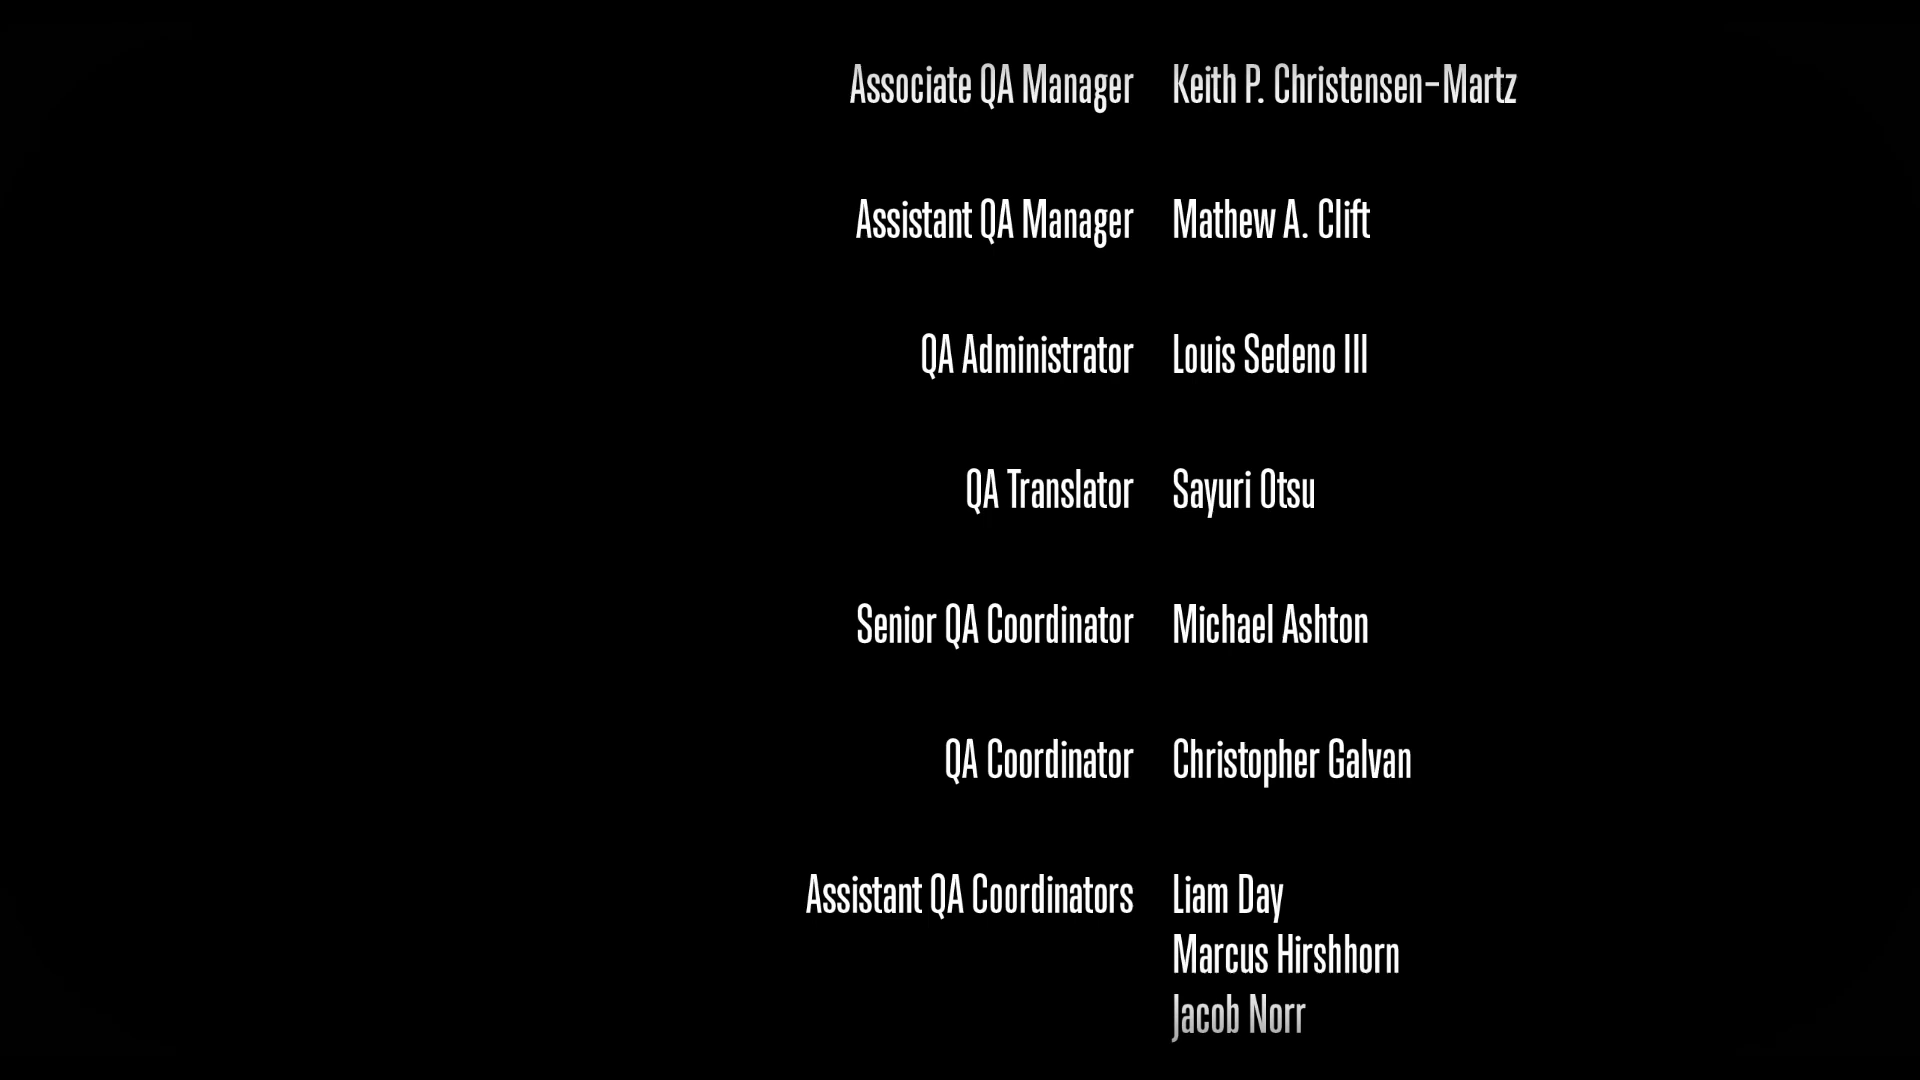 Associate QA Manager Keith P. Christensen-Martz
Assistant QA Manager Mathew A. Clift
QA Administrator Louis Sedeno III
QA Translator Sayuri Otsu
Senior QA Coordinator Michael Ashton
QA Coordinator Christopher Galvan
Assistant QA Coordinators Liam Day
Marcus Hirshhorn
Jacob Norr